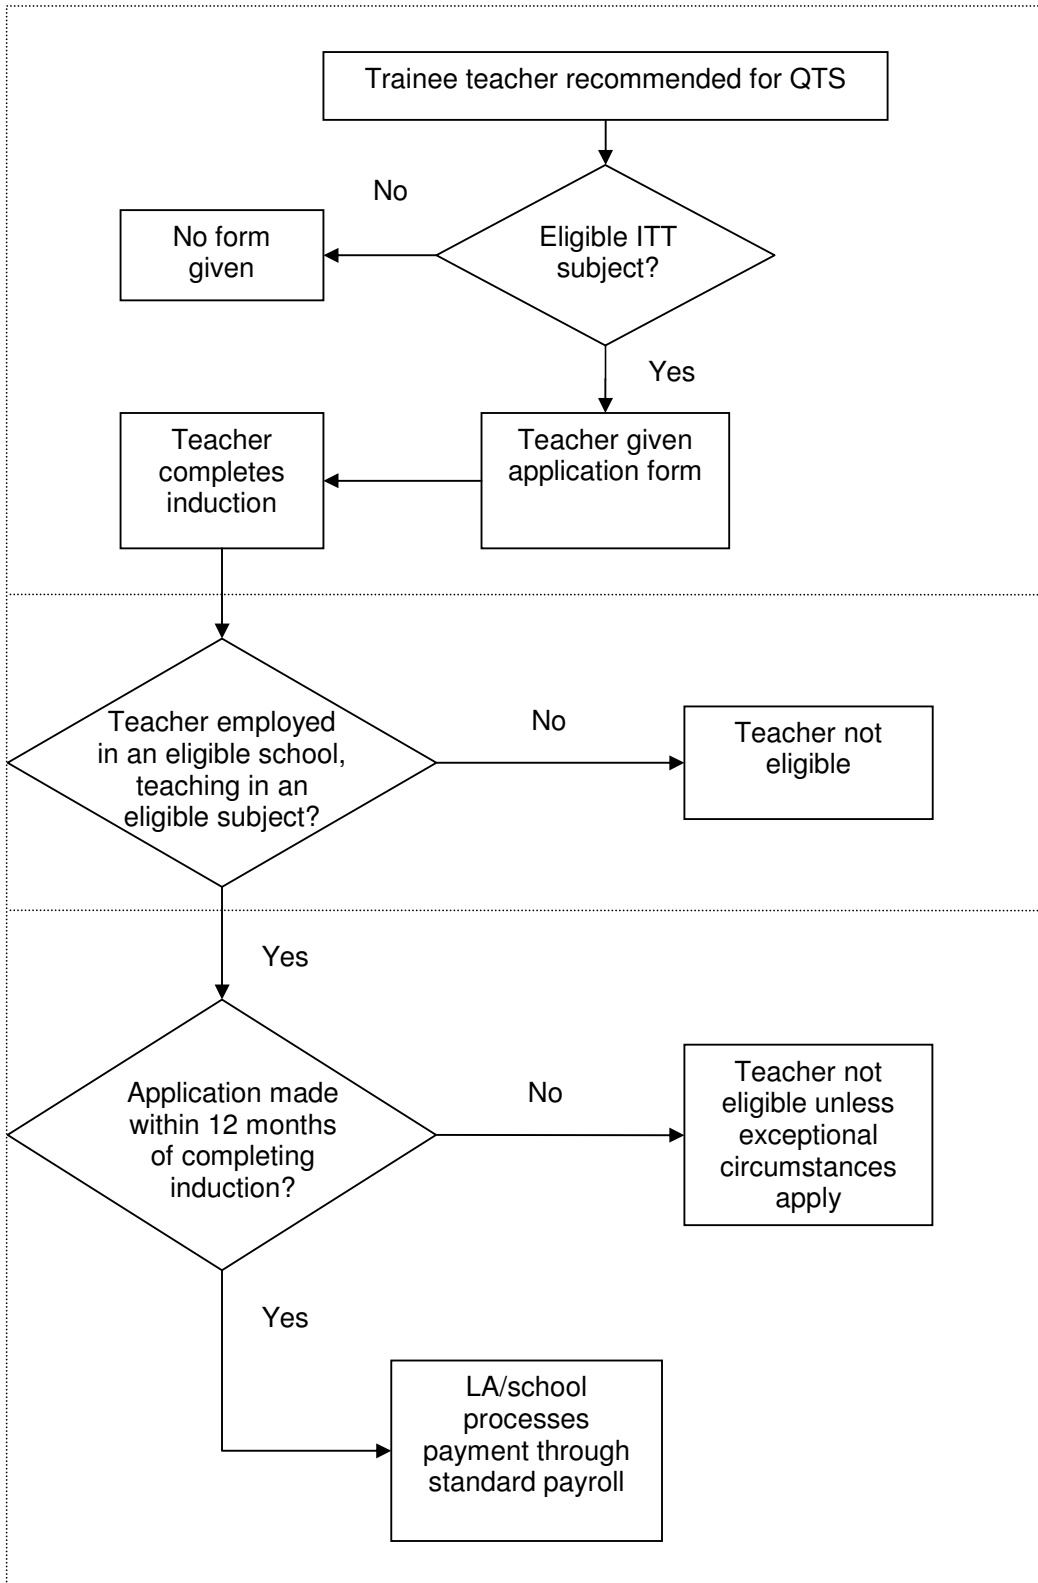 Trainee teacher recommended for QTS
No
No form
given
Eligible ITT
subject?
Yes
Teacher
completes
induction
Teacher given
application form
Teacher employed
in an eligible school,
teaching in an
eligible subject?
No
Teacher not
eligible
Yes
Application made
within 12 months
of completing
induction?
No
Teacher not
eligible unless
exceptional
circumstances
apply
Yes
LA/school
processes
payment through
standard payroll